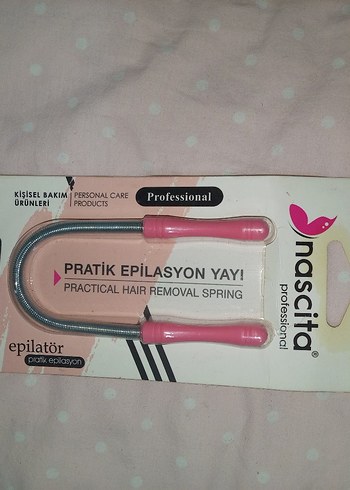 KİŞİSEL BAKIM
ÜRÜNLERİ
PERSONAL CARE
PRODUCTS
Professional
PRATİK EPİLASYON YAYI
PRACTICAL HAIR REMOVAL SPRING
epilatör
pratik epilasyon
nascita®
professional